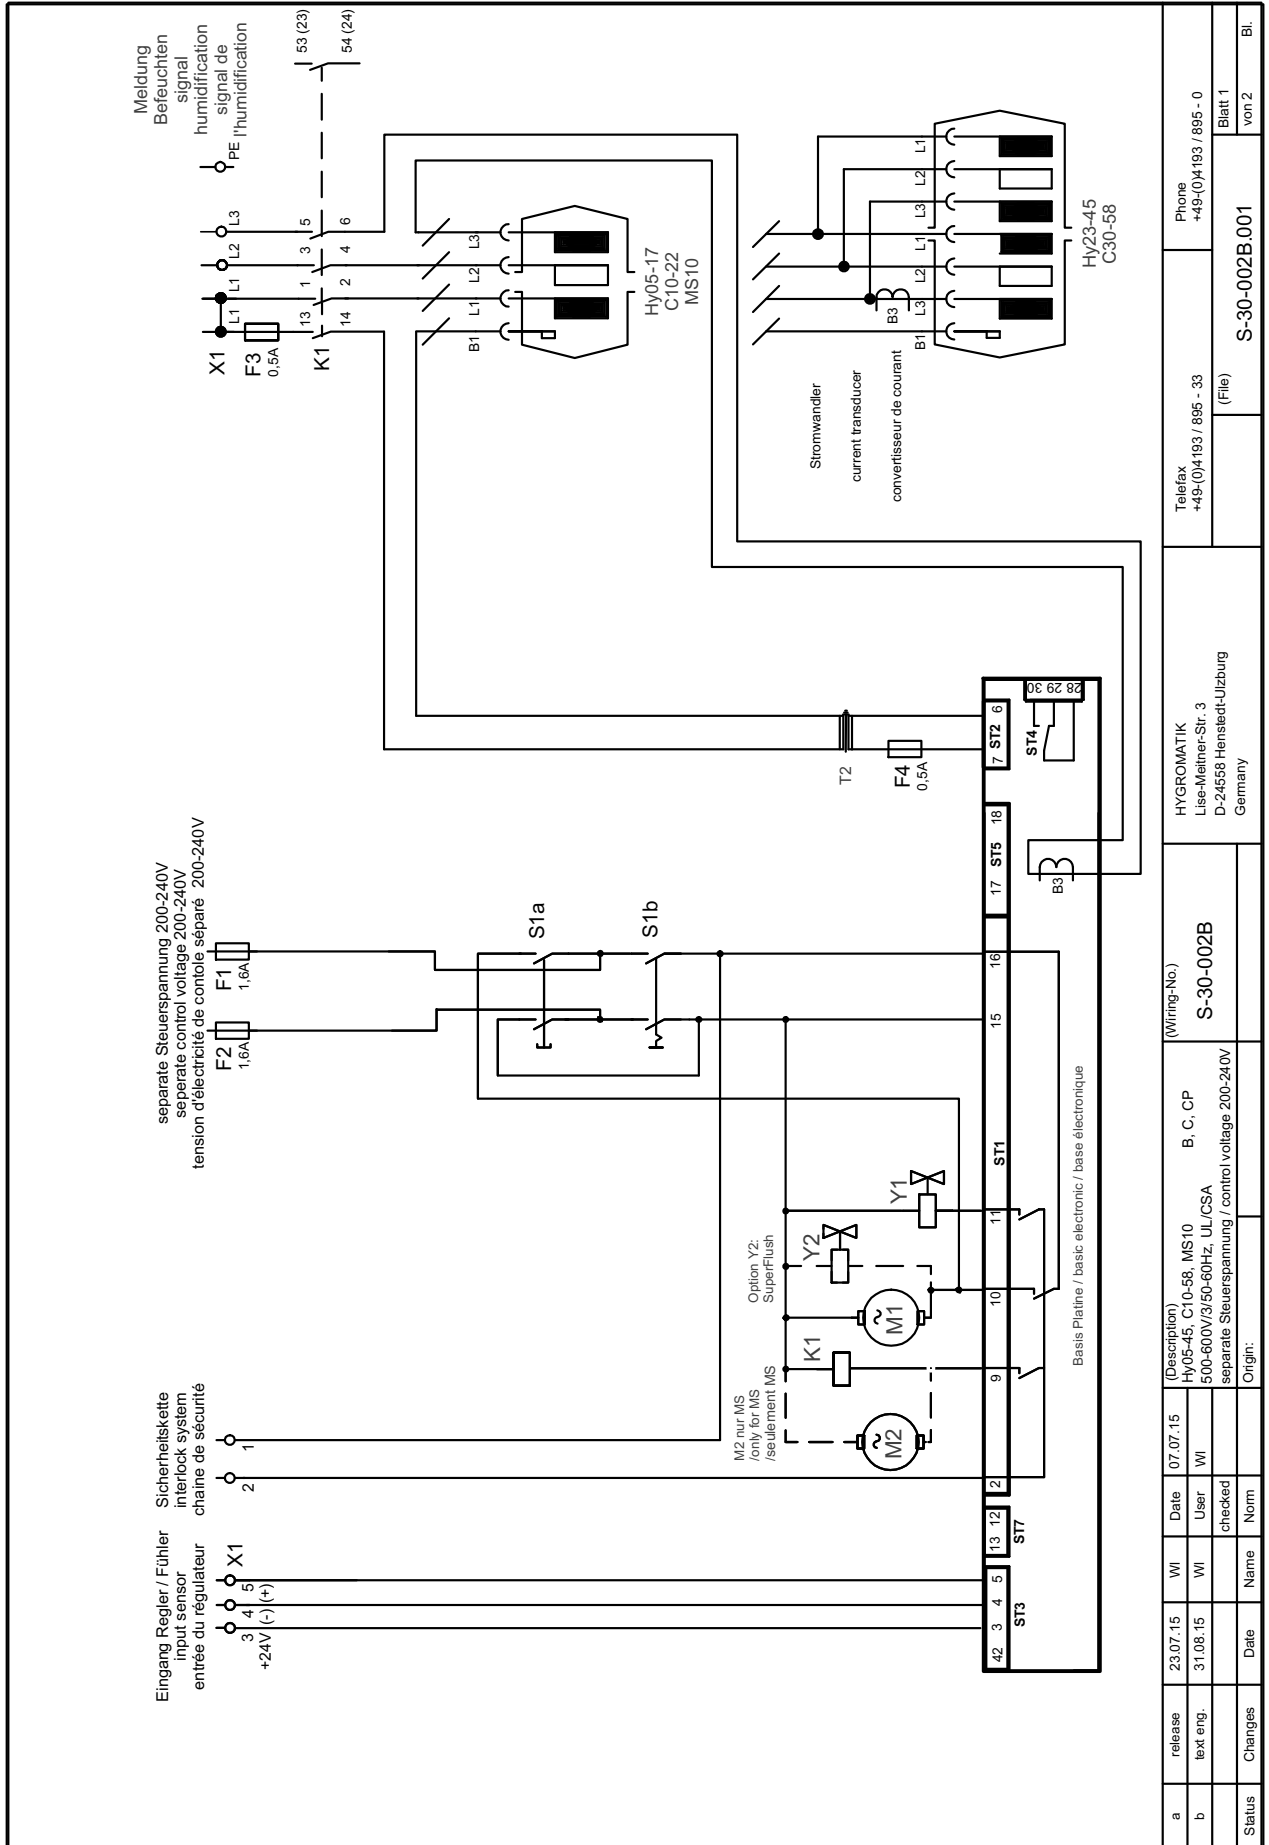 Eingang Regler / Fühler
input sensor
entrée du régulateur
X1
3 4 5
+24V (-) (+)
Sicherheitskette
interlock system
chaine de sécurité
2 1
separate Steuerspannung 200-240V
seperate control voltage 200-240V
tension d'électricité de contole séparé 200-240V
F2
1,6A
F1
1,6A
S1a
S1b
X1
L1 L1 L2 L3 PE
F3
0,5A
K1
13 1 3 5
14 2 4 6
Meldung
Befeuchten
signal
humidification
signal de
l'humidification
53 (23)
54 (24)
B1 L1 L2 L3
Hy05-17
C10-22
MS10
B1 L3 L2 L1 L3 L2 L1
B3
Hy23-45
C30-58
Stromwandler
current transducer
convertisseur de courant
T2
F4
0,5A
M2 nur MS
/only for MS
/seulement MS
M2
K1
Option Y2:
SuperFlush
Y2
M1
Y1
42 3 4 5
ST3
13 12
ST7
2 9 10 11 15 16
ST1
17 18
ST5
7 6
ST2
ST4
28 29 30
B3
Basis Platine / basic electronic / base électronique
a release 23.07.15 WI Date 07.07.15
b text eng. 31.08.15 WI User WI
checked
Status Changes Date Name Norm
(Description)
Hy05-45, C10-58, MS10 B, C, CP
500-600V/3/50-60Hz, UL/CSA
separate Steuerspannung / control voltage 200-240V
Origin:
(Wiring-No.)
S-30-002B
HYGROMATIK
Lise-Meitner-Str. 3
D-24558 Henstedt-Ulzburg
Germany
Telefax
+49-(0)4193 / 895 - 33
Phone
+49-(0)4193 / 895 - 0
(File)
S-30-002B.001
Blatt 1
von 2 Bl.